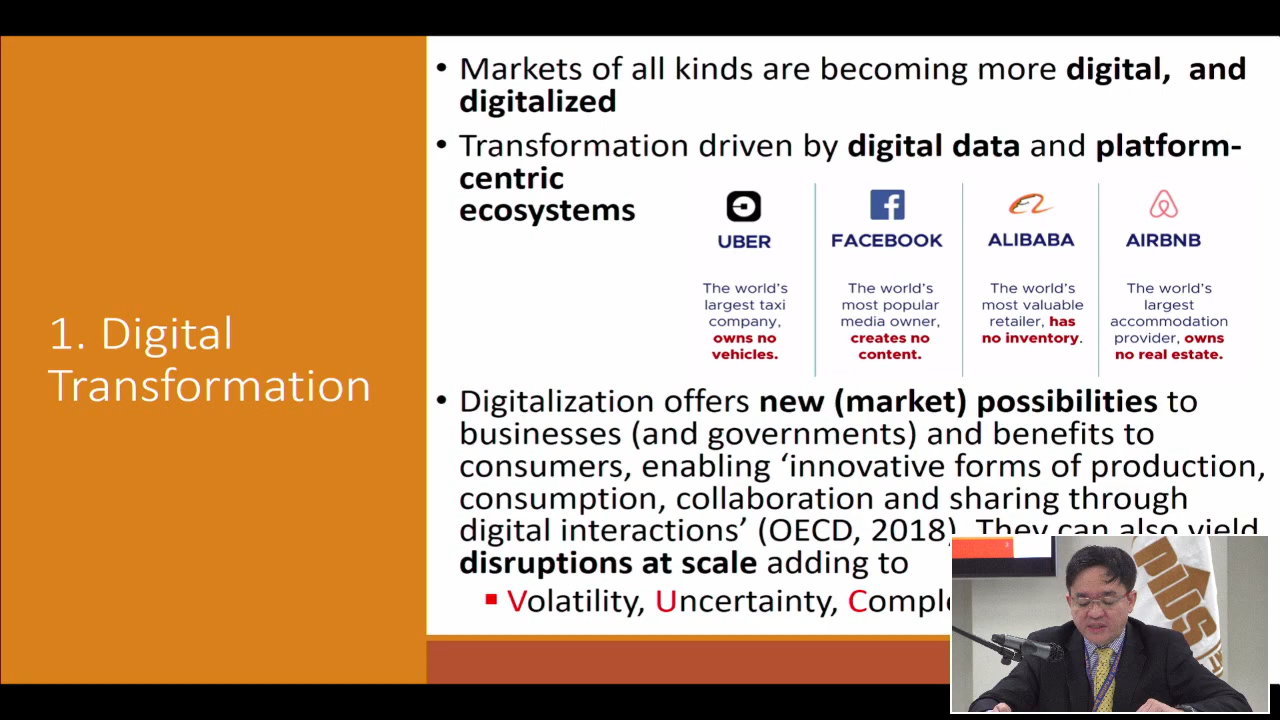 1. Digital
Transformation
• Markets of all kinds are becoming more digital, and
digitalized
• Transformation driven by digital data and platform-
centric
ecosystems
UBER
The world's
largest taxi
company,
owns no
vehicles.
FACEBOOK
The world's
most popular
media owner,
creates no
content.
ALIBABA
The world's
most valuable
retailer, has
no inventory.
AIRBNB
The world's
largest
accommodation
provider, owns
no real estate.
• Digitalization offers new (market) possibilities to
businesses (and governments) and benefits to
consumers, enabling ‘innovative forms of production,
consumption, collaboration and sharing through
digital interactions’ (OECD, 2018). They can also yield
disruptions at scale adding to
▪ Volatility, Uncertainty,
pids